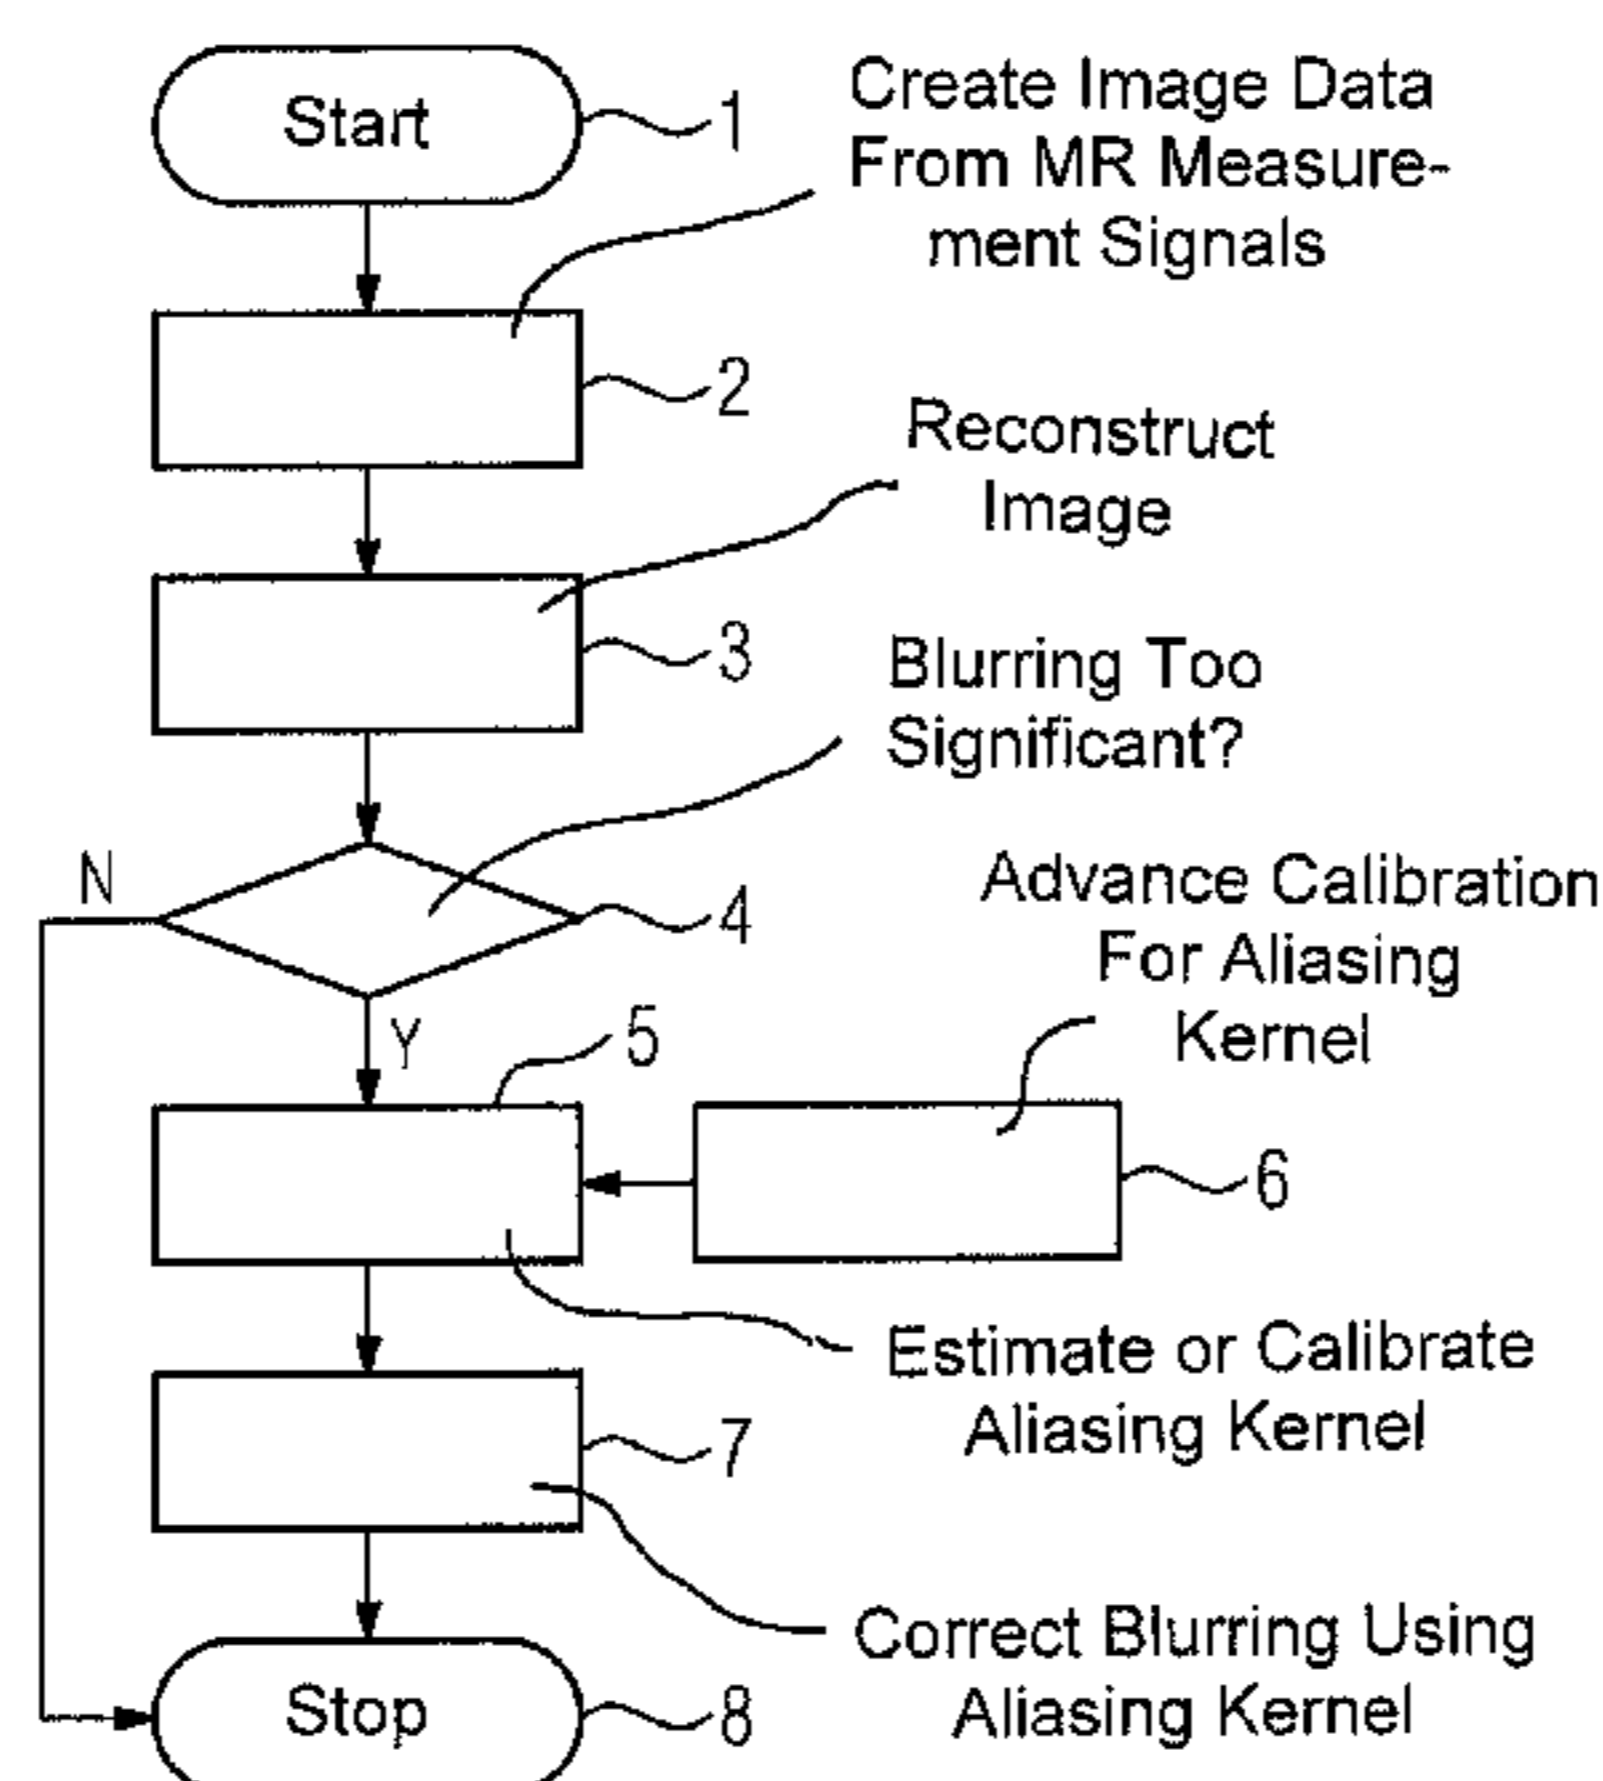 Start
1
Create Image Data
From MR Measure-
ment Signals
2
Reconstruct
Image
3
Blurring Too
Significant?
N
4
Y
5
Advance Calibration
For Aliasing
Kernel
6
Estimate or Calibrate
Aliasing Kernel
7
Correct Blurring Using
Aliasing Kernel
Stop
8